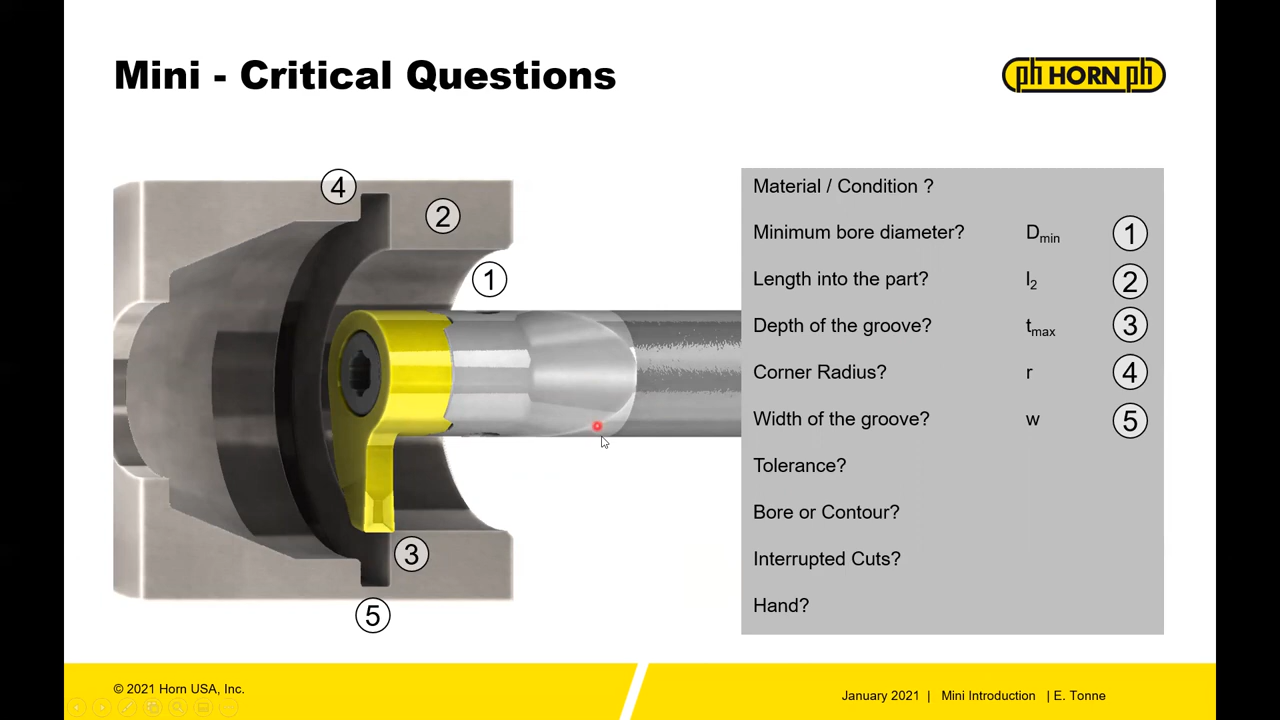 Mini - Critical Questions
ph HORN ph
4
2
1
3
5
Material / Condition ?
Minimum bore diameter? Dmin 1
Length into the part? l2 2
Depth of the groove? tmax 3
Corner Radius? r 4
Width of the groove? w 5
Tolerance?
Bore or Contour?
Interrupted Cuts?
Hand?
© 2021 Horn USA, Inc.
January 2021 | Mini Introduction | E. Tonne